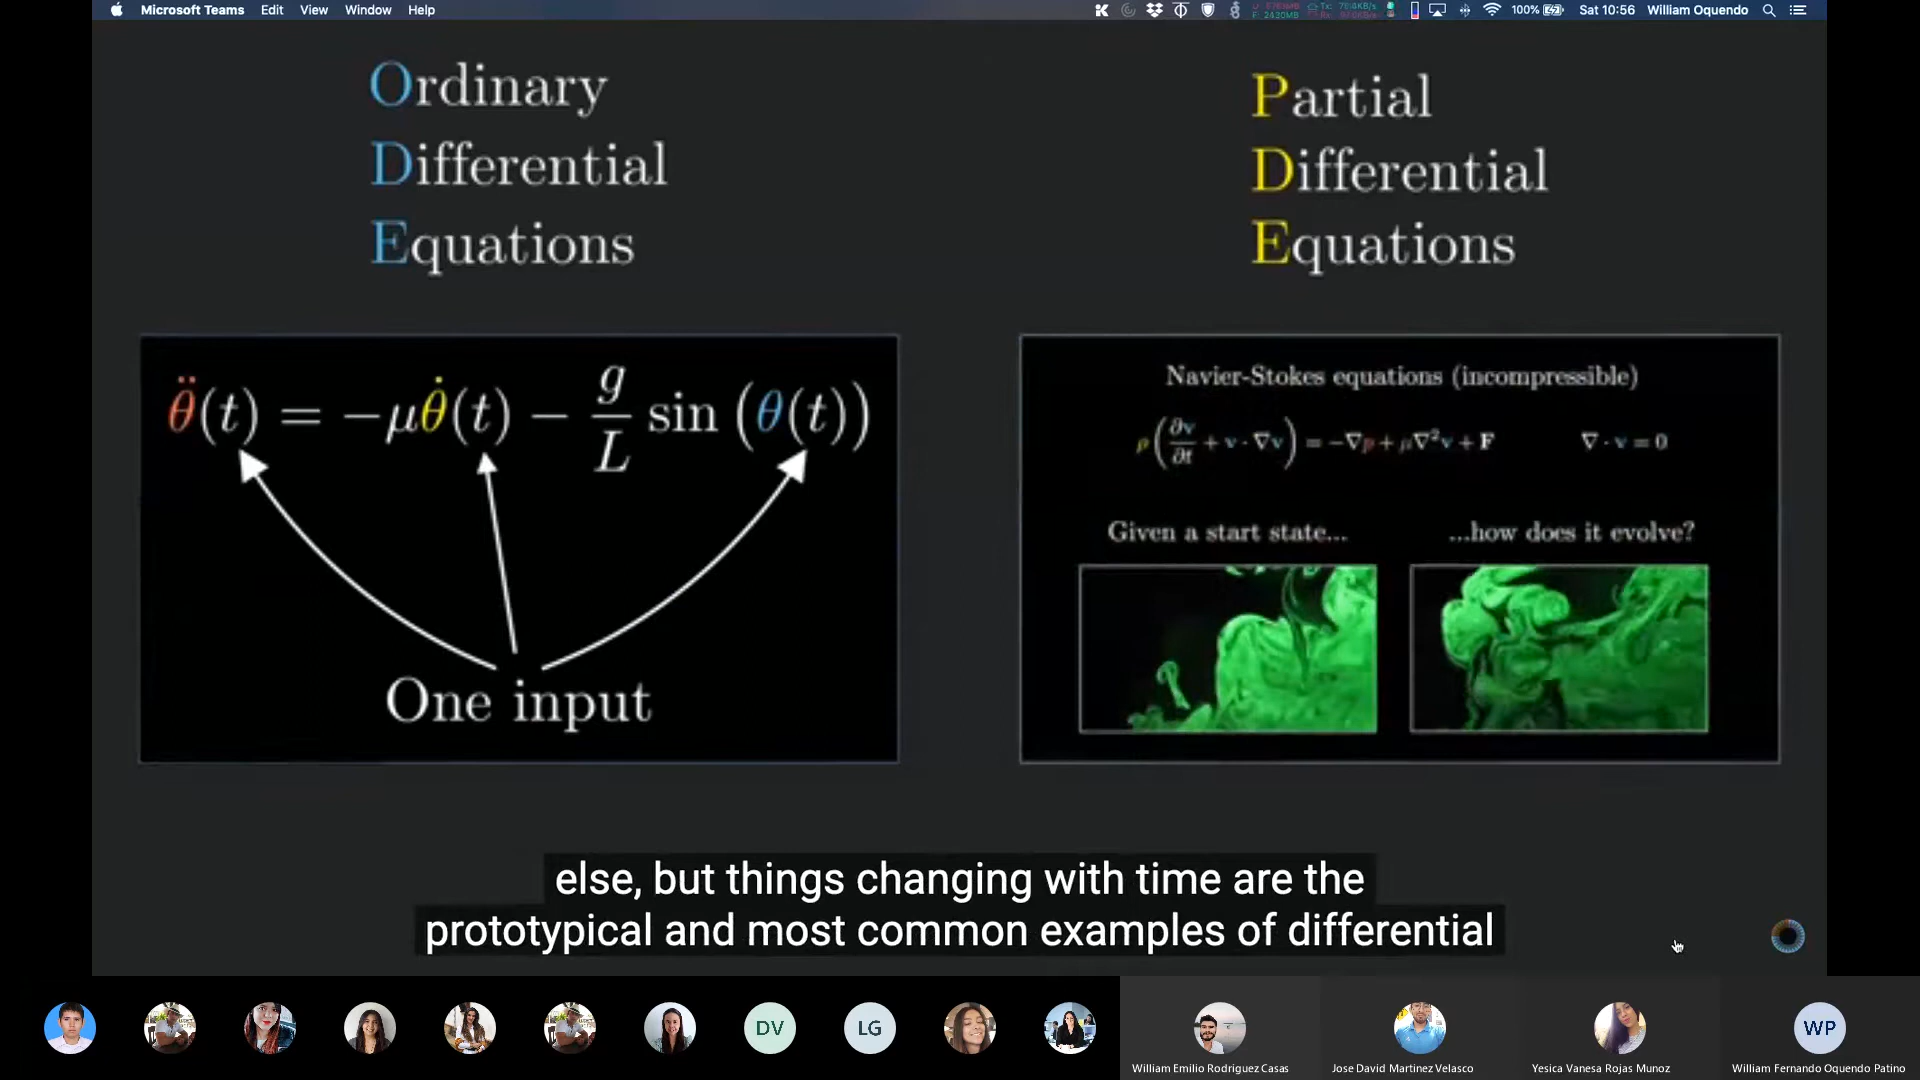 Microsoft Teams Edit View Window Help
100% Sat 10:56 William Oquendo
Ordinary
Differential
Equations
Partial
Differential
Equations
θ̈(t) = −μθ̇(t) − g/L sin (θ(t))
One input
Navier-Stokes equations (incompressible)
ρ(∂v/∂t + v · ∇v) = −∇p + μ∇²v + F ∇ · v = 0
Given a start state...
...how does it evolve?
else, but things changing with time are the
prototypical and most common examples of differential
DV
LG
WP
William Emilio Rodriguez Casas
Jose David Martinez Velasco
Yesica Vanesa Rojas Munoz
William Fernando Oquendo Patino